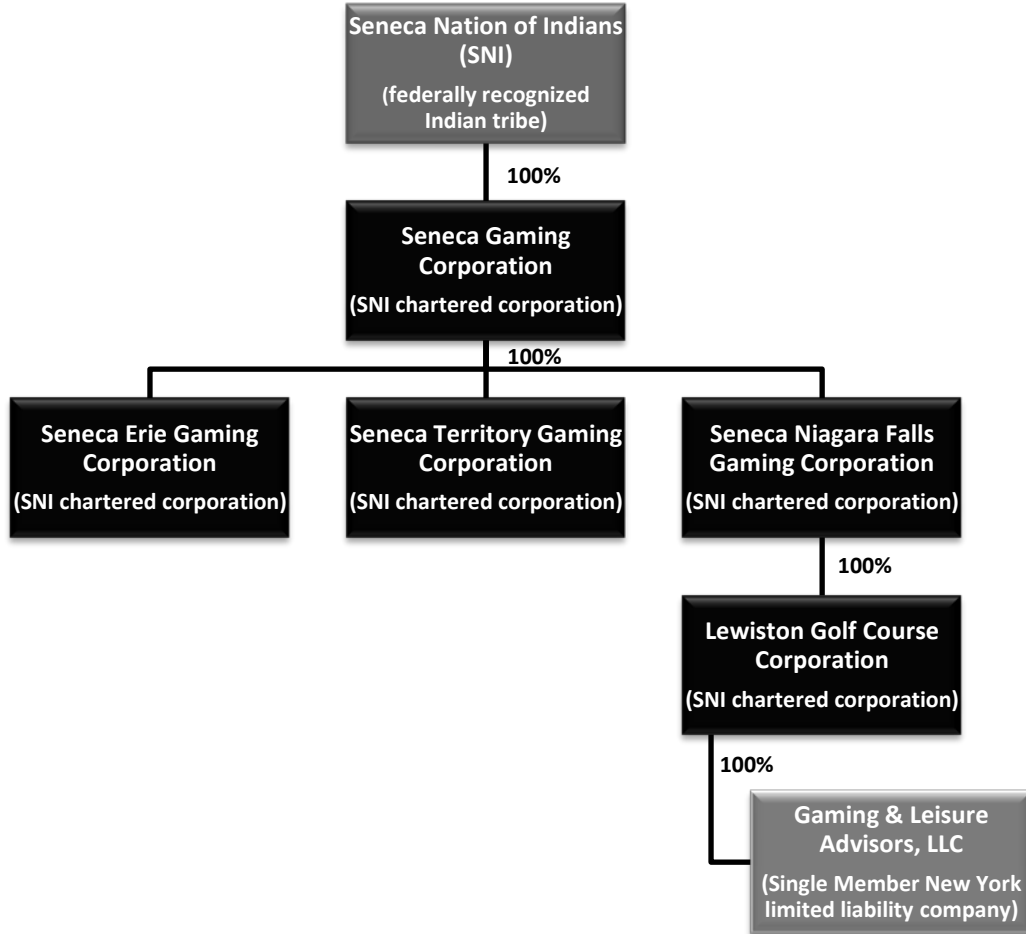 Seneca Nation of Indians
(SNI)
(federally recognized
Indian tribe)
100%
Seneca Gaming
Corporation
(SNI chartered corporation)
100%
Seneca Erie Gaming
Corporation
(SNI chartered corporation)
Seneca Territory Gaming
Corporation
(SNI chartered corporation)
Seneca Niagara Falls
Gaming Corporation
(SNI chartered corporation)
100%
Lewiston Golf Course
Corporation
(SNI chartered corporation)
100%
Gaming & Leisure
Advisors, LLC
(Single Member New York
limited liability company)